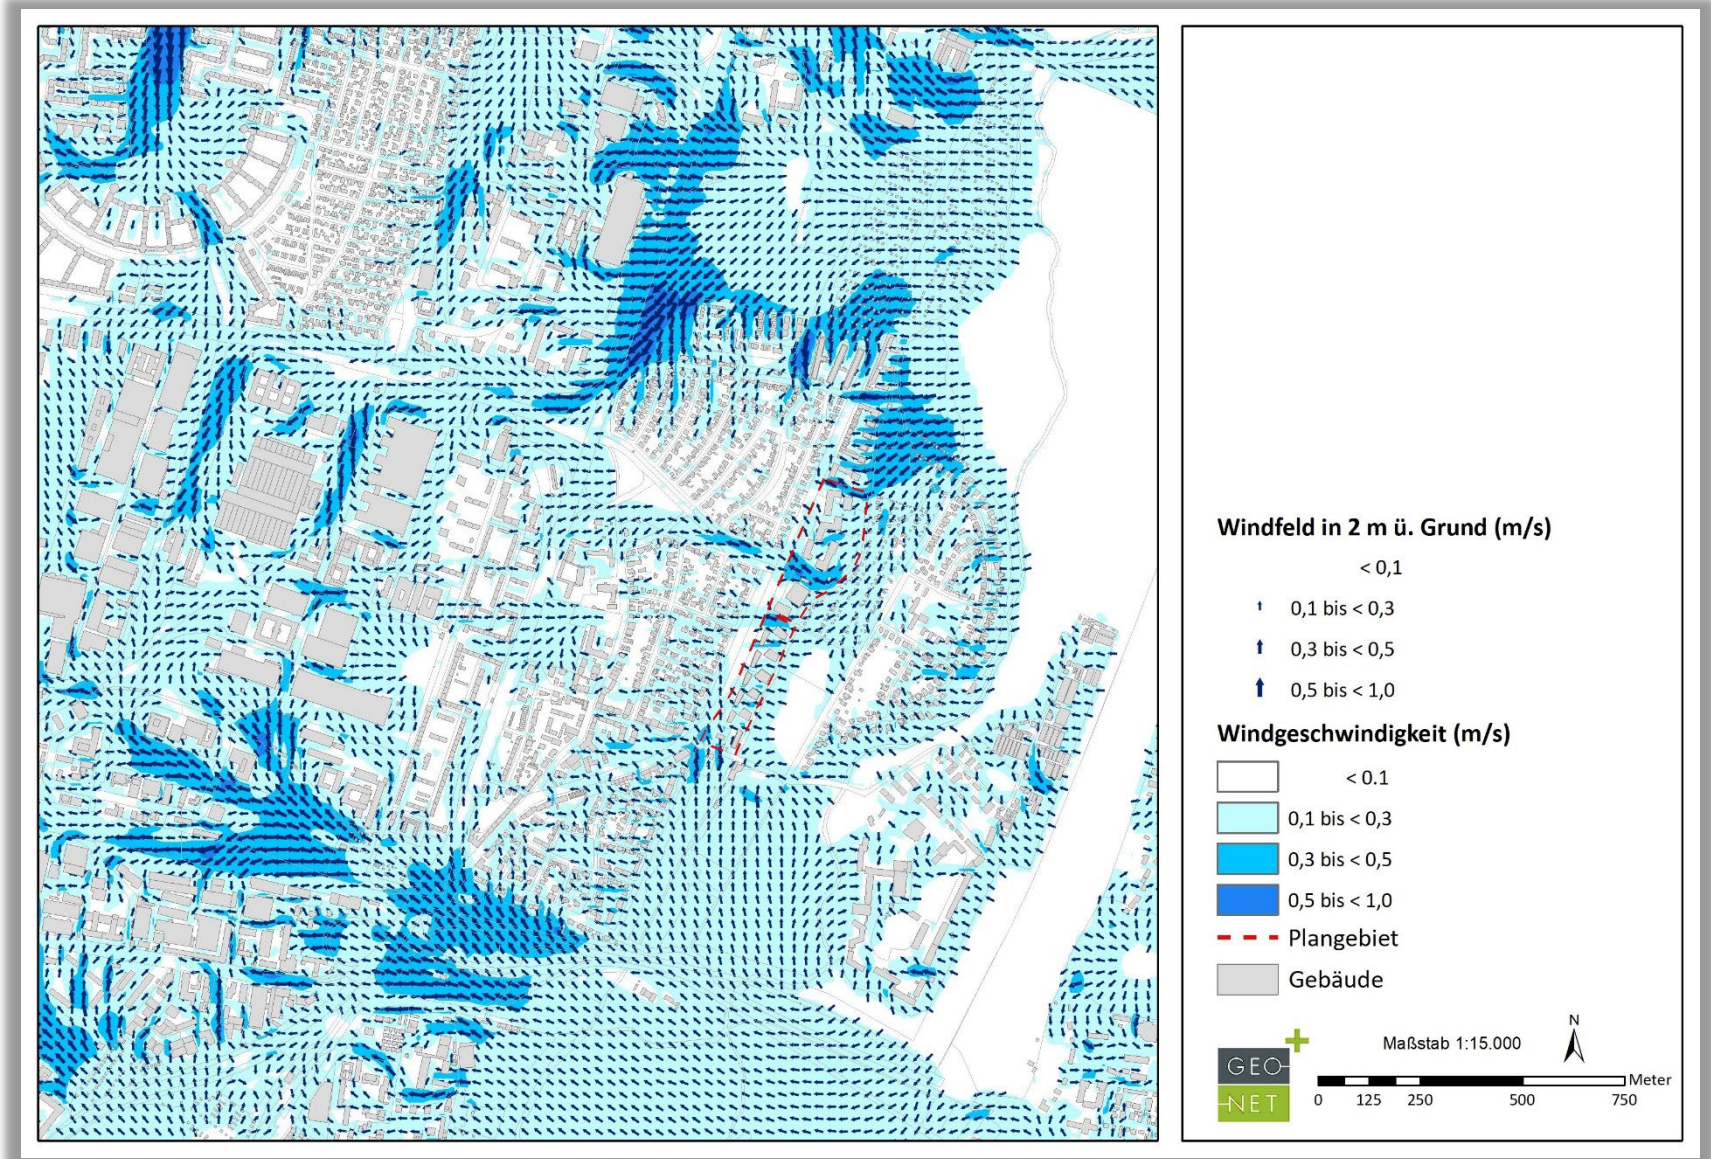 Windfeld in 2 m ü. Grund (m/s)
< 0,1
0,1 bis < 0,3
0,3 bis < 0,5
0,5 bis < 1,0
Windgeschwindigkeit (m/s)
< 0.1
0,1 bis < 0,3
0,3 bis < 0,5
0,5 bis < 1,0
Plangebiet
Gebäude
GEO
NET
Maßstab 1:15.000
N
Meter
0 125 250 500 750